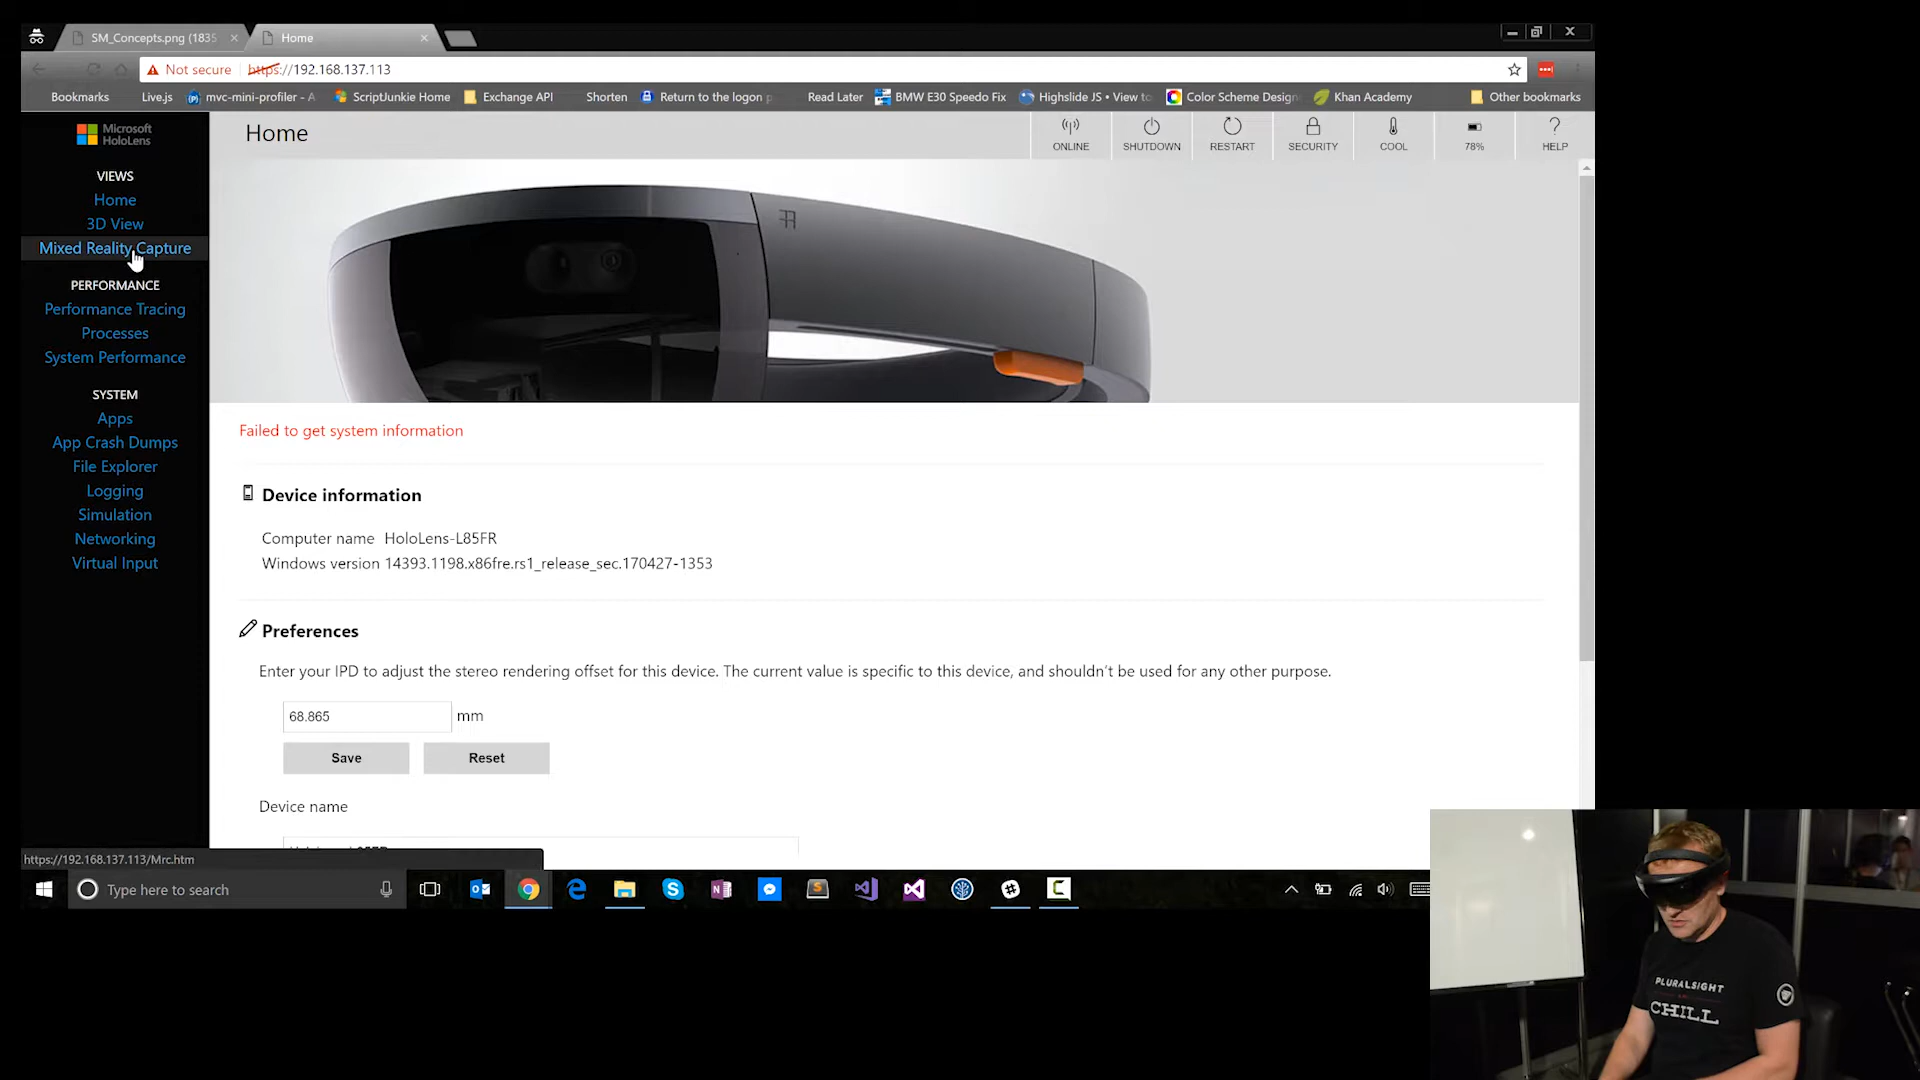 SM_Concepts.png (1835
Home
Not secure
https://192.168.137.113
Bookmarks
Live.js
mvc-mini-profiler - A
ScriptJunkie Home
Exchange API
Shorten
Return to the logon p
Read Later
BMW E30 Speedo Fix
Highslide JS • View to
Color Scheme Design
Khan Academy
Other bookmarks
Microsoft
HoloLens
Home
ONLINE
SHUTDOWN
RESTART
SECURITY
COOL
78%
HELP
VIEWS
Home
3D View
Mixed Reality Capture
PERFORMANCE
Performance Tracing
Processes
System Performance
SYSTEM
Apps
App Crash Dumps
File Explorer
Logging
Simulation
Networking
Virtual Input
Failed to get system information
Device information
Computer name HoloLens-L85FR
Windows version 14393.1198.x86fre.rs1_release_sec.170427-1353
Preferences
Enter your IPD to adjust the stereo rendering offset for this device. The current value is specific to this device, and shouldn't be used for any other purpose.
68.865 mm
Save
Reset
Device name
https://192.168.137.113/Mrc.htm
Type here to search
PLURALSIGHT
CHILL